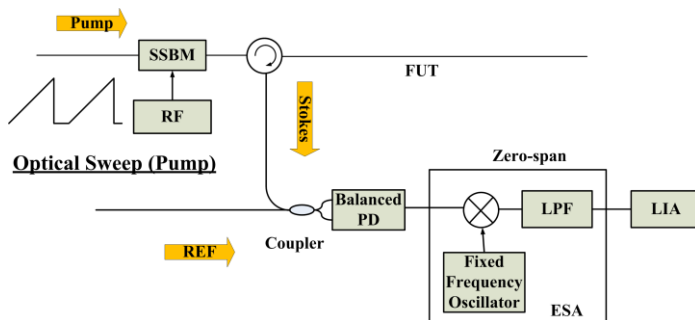 Pump
SSBM
FUT
RF
Stokes
Optical Sweep (Pump)
Zero-span
Balanced
PD
LPF
LIA
Coupler
REF
Fixed
Frequency
Oscillator
ESA